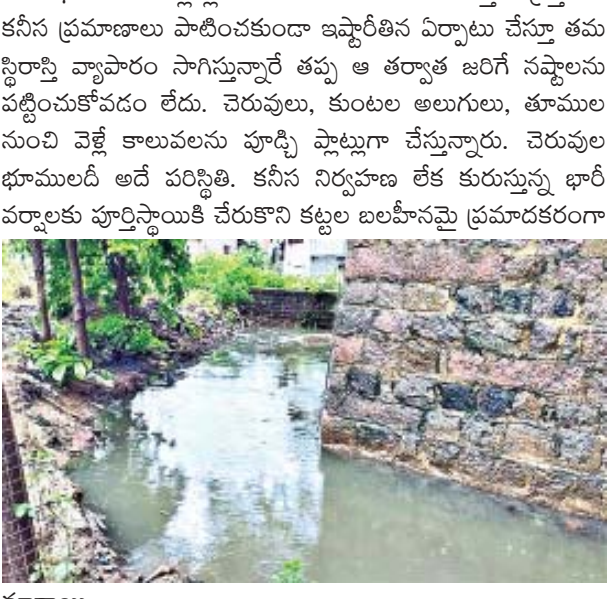 కనీస ప్రమాణాలు పాటించకుండా ఇష్టారీతిన ఏర్పాటు చేస్తూ తమ
స్థిరాస్తి వ్యాపారం సాగిస్తున్నారే తప్ప ఆ తర్వాత జరిగే నష్టాలను
పట్టించుకోవడం లేదు. చెరువులు, కుంటల అలుగులు, తూముల
నుంచి వెళ్లే కాలువలను పూడ్చి ప్లాట్లుగా చేస్తున్నారు. చెరువుల
భూములదీ అదే పరిస్థితి. కనీస నిర్వహణ లేక కురుస్తున్న భారీ
వర్షాలకు పూర్తిస్థాయికి చేరుకొని కట్టల బలహీనమై ప్రమాదకరంగా